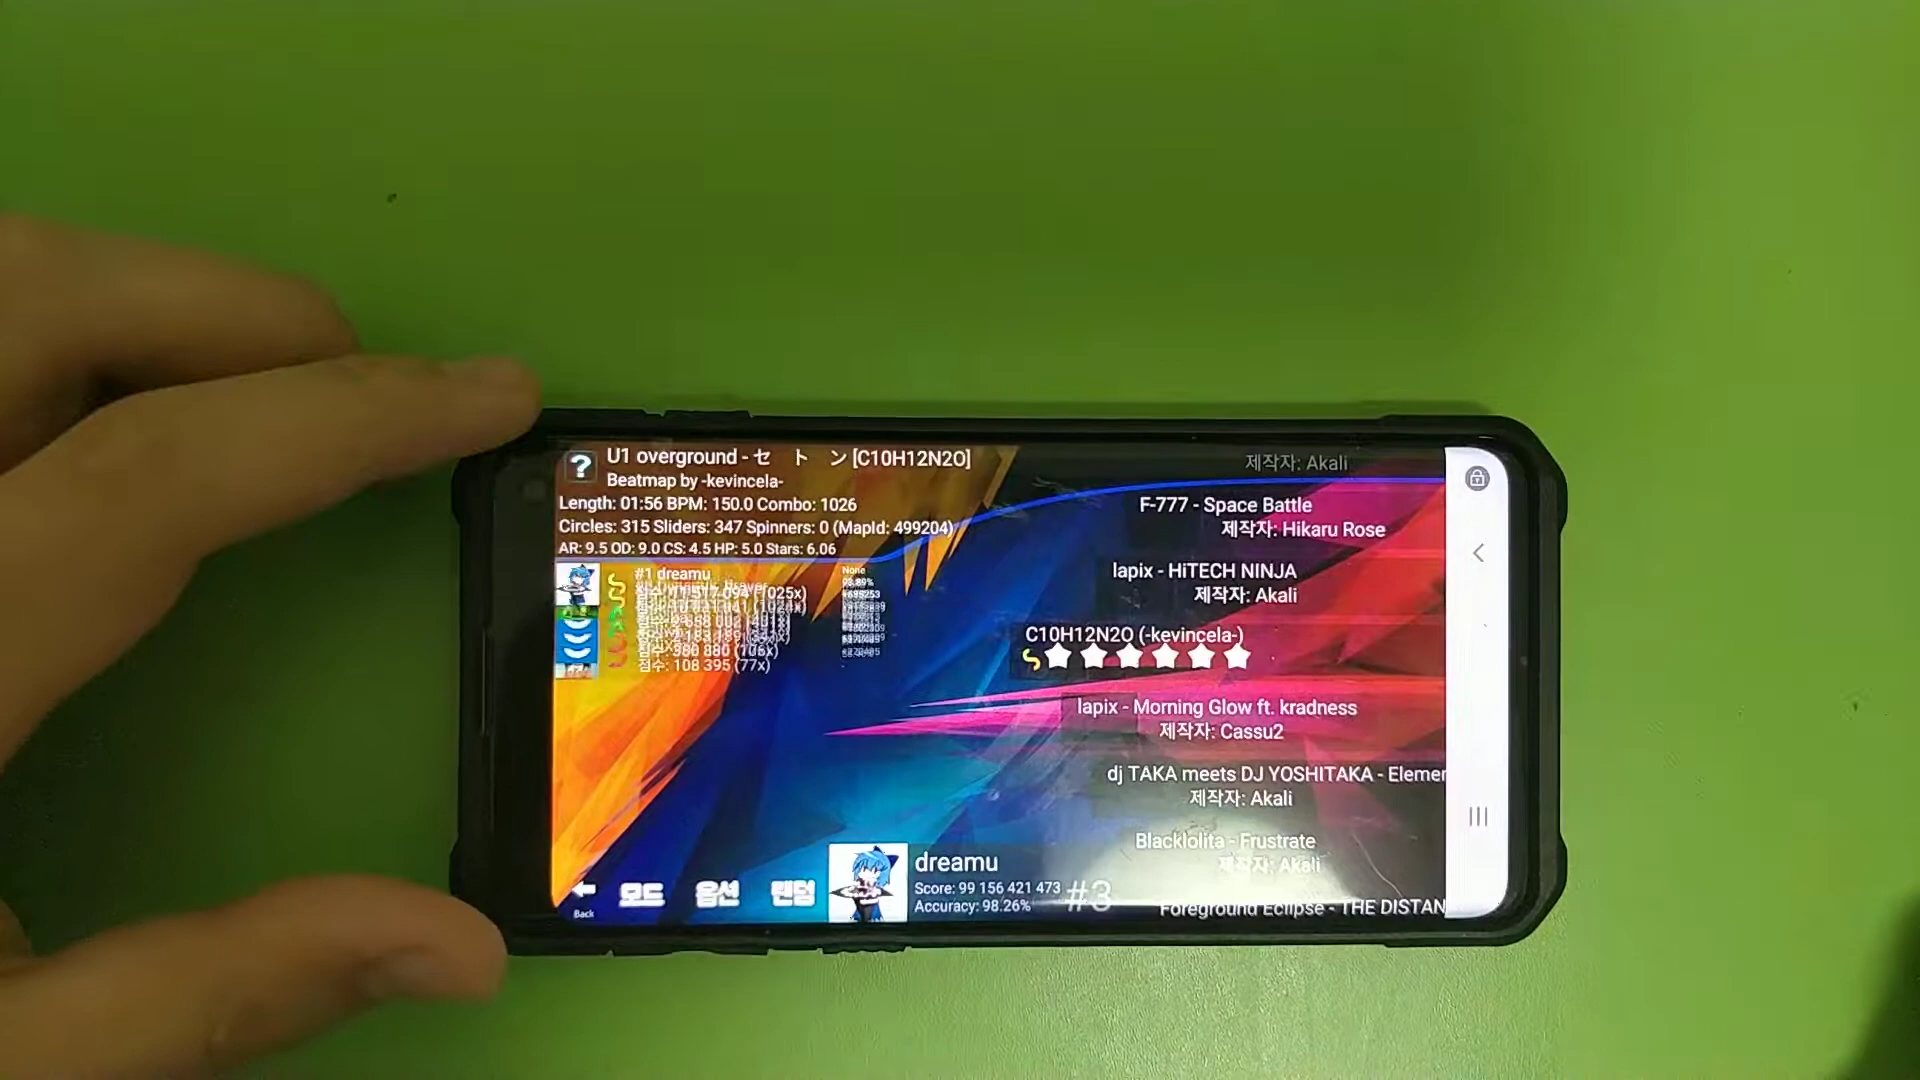 U1 overground - セ ト ン [C10H12N2O]
Beatmap by -kevincela-
Length: 01:56 BPM: 150.0 Combo: 1026
Circles: 315 Sliders: 347 Spinners: 0 (MapId: 499204)
AR: 9.5 OD: 9.0 CS: 4.5 HP: 5.0 Stars: 6.06
#1 dreamu
None
점수: 380 880 (106x)
점수: 108 395 (77x)
제작자: Akali
F-777 - Space Battle
제작자: Hikaru Rose
lapix - HiTECH NINJA
제작자: Akali
C10H12N2O (-kevincela-)
lapix - Morning Glow ft. kradness
제작자: Cassu2
dj TAKA meets DJ YOSHITAKA - Elemen
제작자: Akali
Blacklolita - Frustrate
제작자: Akali
Foreground Eclipse - THE DISTAN
Back
모드
옵션
랜덤
dreamu
Score: 99 156 421 473
Accuracy: 98.26%
#3